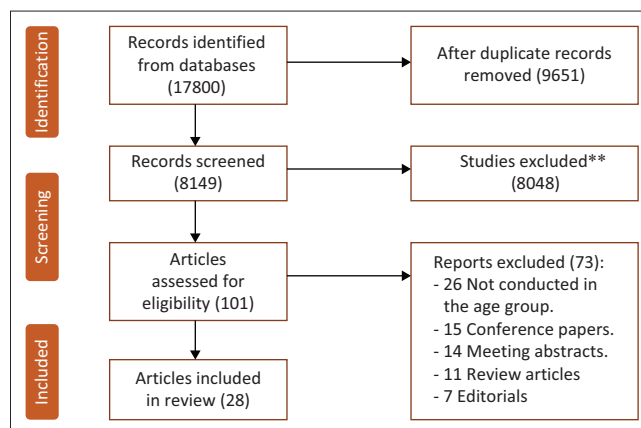 Identification
Records identified
from databases
(17800)
After duplicate records
removed (9651)
Screening
Records screened
(8149)
Studies excluded**
(8048)
Articles
assessed for
eligibility (101)
Reports excluded (73):
- 26 Not conducted in
the age group.
- 15 Conference papers.
- 14 Meeting abstracts.
- 11 Review articles
- 7 Editorials
Included
Articles included
in review (28)